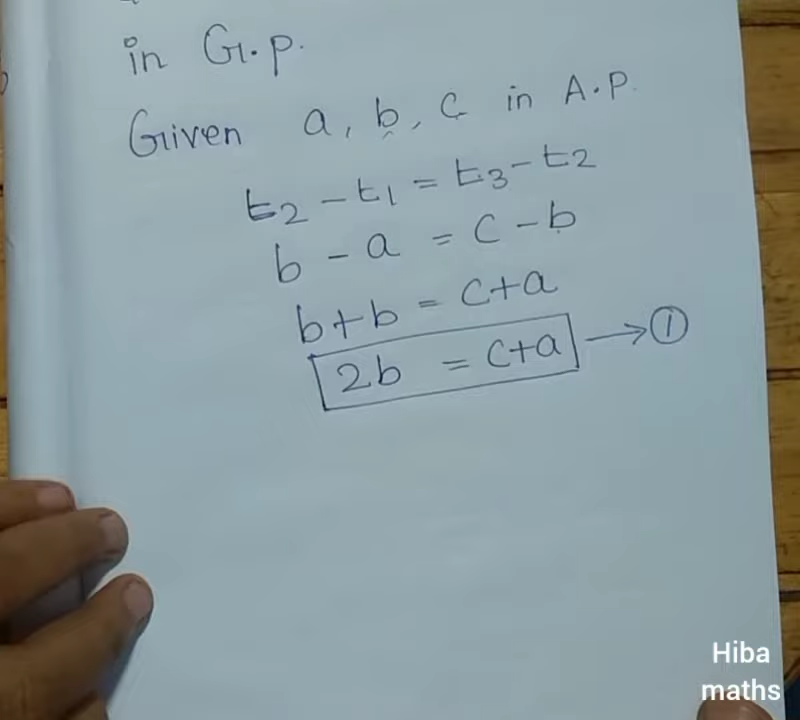 in G.p.
Given a, b, c in A.P.
t2 - t1 = t3 - t2
b - a = c - b
b+b = c+a
2b = c+a → ①
Hiba
maths